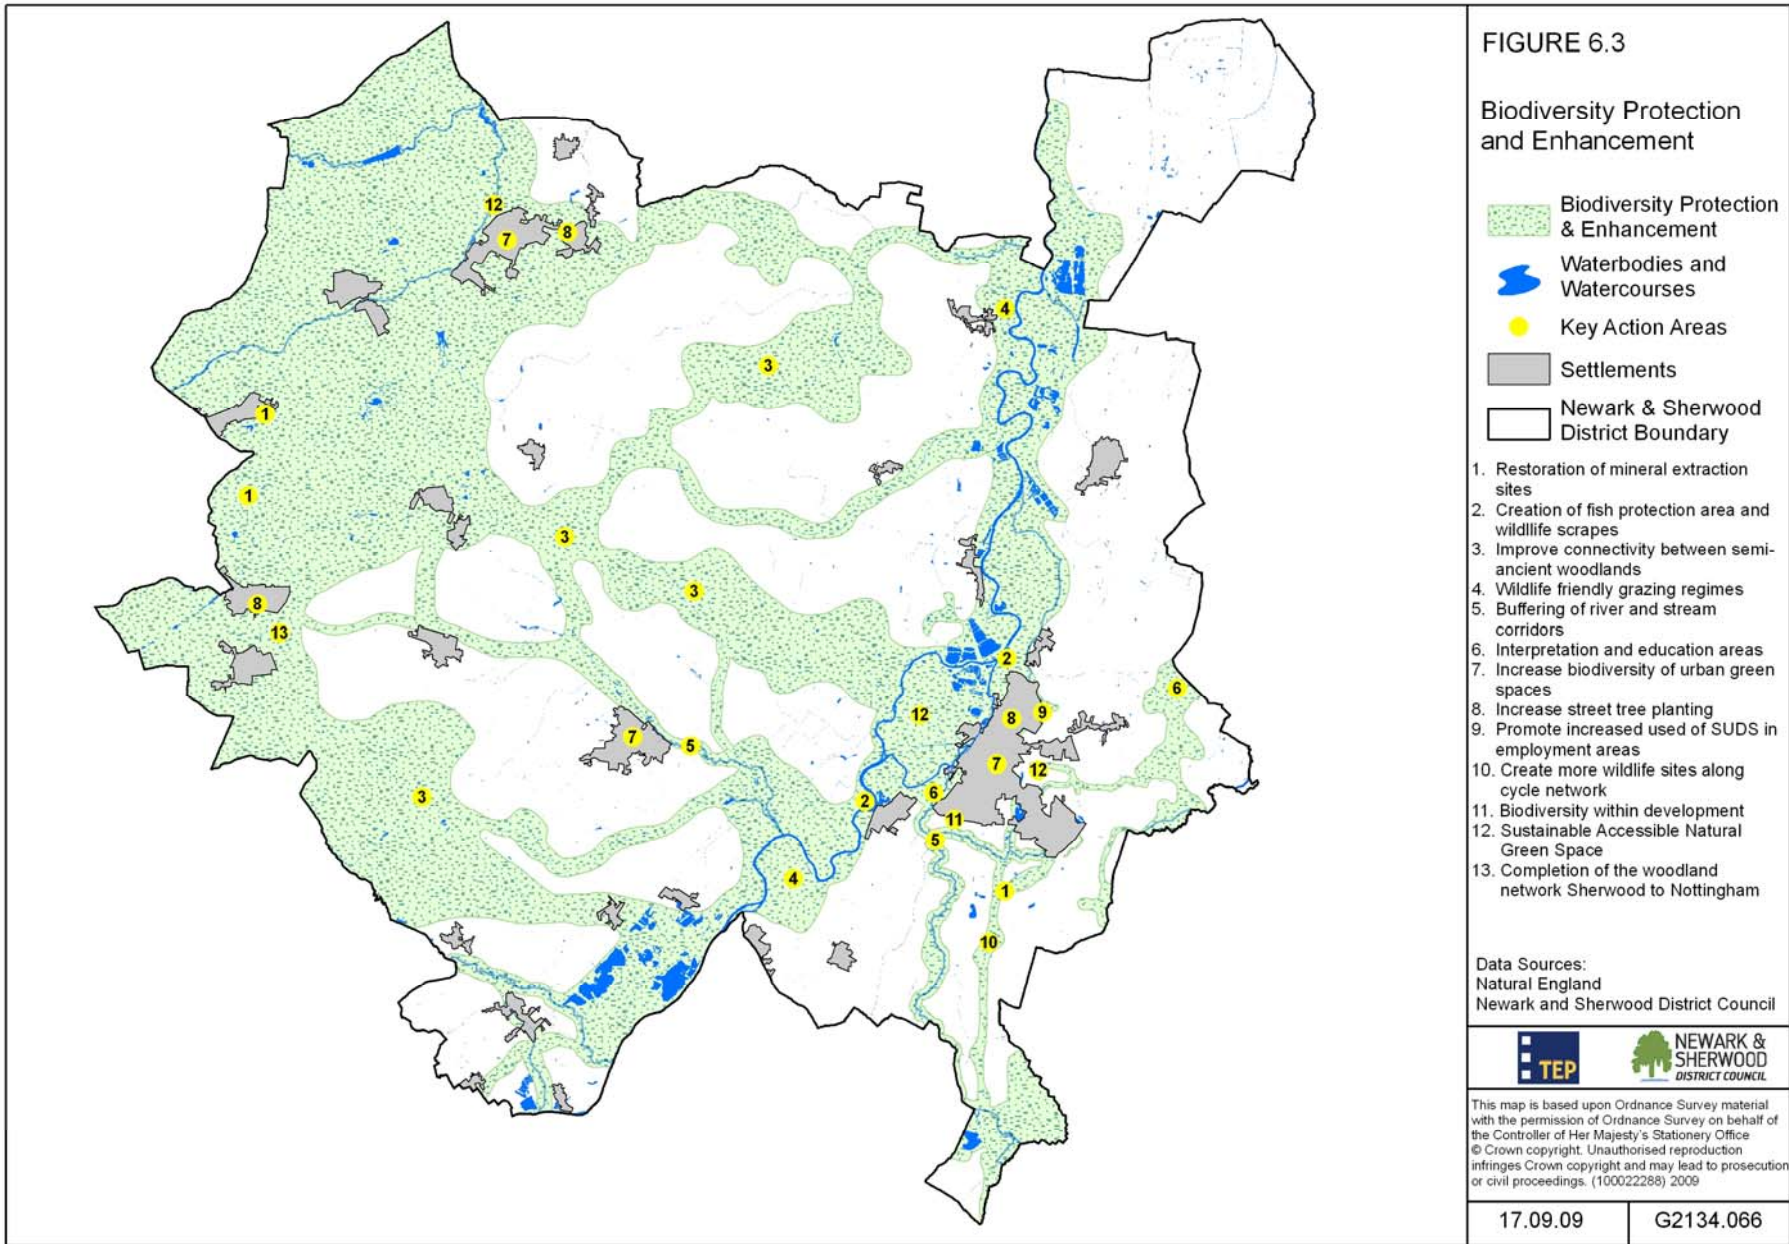 FIGURE 6.3
Biodiversity Protection
and Enhancement
Biodiversity Protection
& Enhancement
Waterbodies and
Watercourses
Key Action Areas
Settlements
Newark & Sherwood
District Boundary
1. Restoration of mineral extraction
sites
2. Creation of fish protection area and
wildllife scrapes
3. Improve connectivity between semi-
ancient woodlands
4. Wildlife friendly grazing regimes
5. Buffering of river and stream
corridors
6. Interpretation and education areas
7. Increase biodiversity of urban green
spaces
8. Increase street tree planting
9. Promote increased used of SUDS in
employment areas
10. Create more wildlife sites along
cycle network
11. Biodiversity within development
12. Sustainable Accessible Natural
Green Space
13. Completion of the woodland
network Sherwood to Nottingham
Data Sources:
Natural England
Newark and Sherwood District Council
TEP
NEWARK &
SHERWOOD
DISTRICT COUNCIL
This map is based upon Ordnance Survey material
with the permission of Ordnance Survey on behalf of
the Controller of Her Majesty's Stationery Office
© Crown copyright. Unauthorised reproduction
infringes Crown copyright and may lead to prosecution
or civil proceedings. (100022288) 2009
17.09.09
G2134.066
12
7
8
4
3
1
1
3
3
8
13
2
6
12
8
9
7
5
7
12
3
2
6
11
5
4
1
10